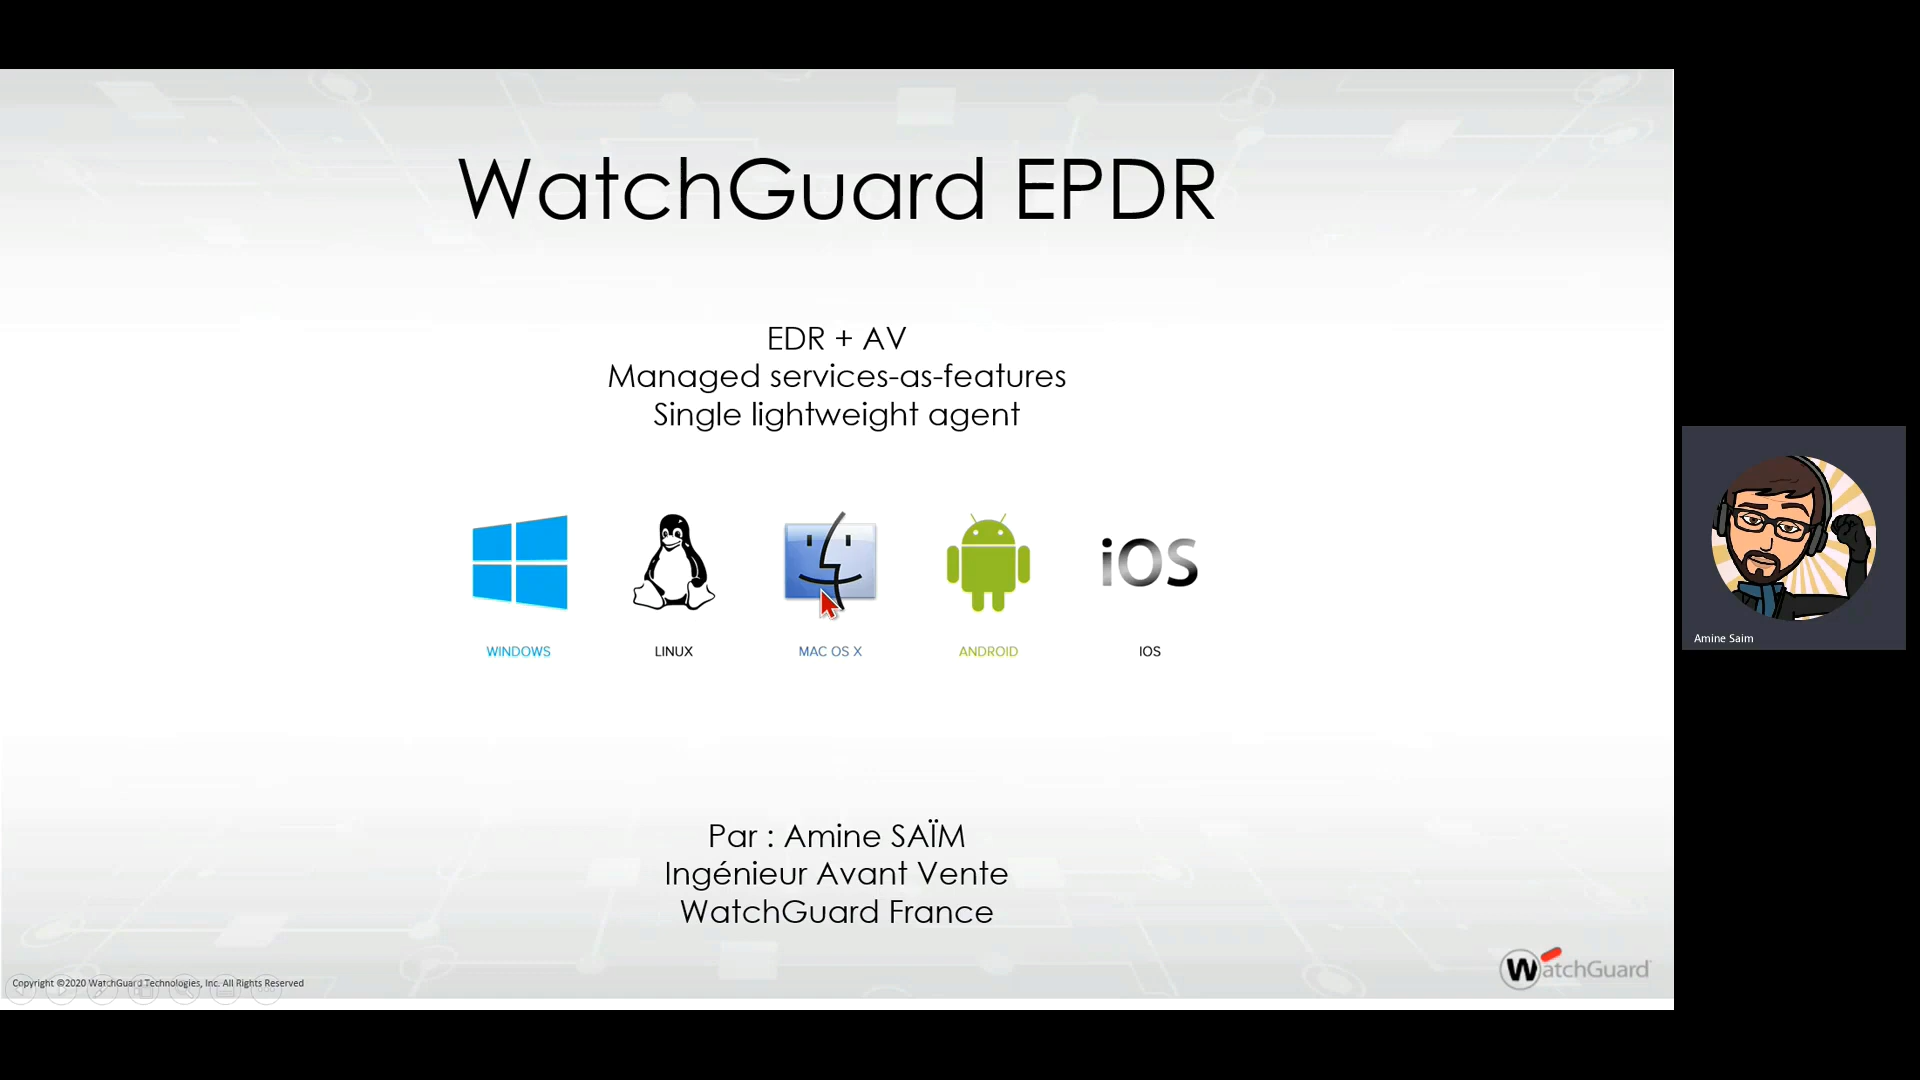 WatchGuard EPDR
EDR + AV
Managed services-as-features
Single lightweight agent
iOS
WINDOWS
LINUX
MAC OS X
ANDROID
IOS
Amine Saim
Par : Amine SAÏM
Ingénieur Avant Vente
WatchGuard France
WatchGuard
Copyright ©2020 WatchGuard Technologies, Inc. All Rights Reserved